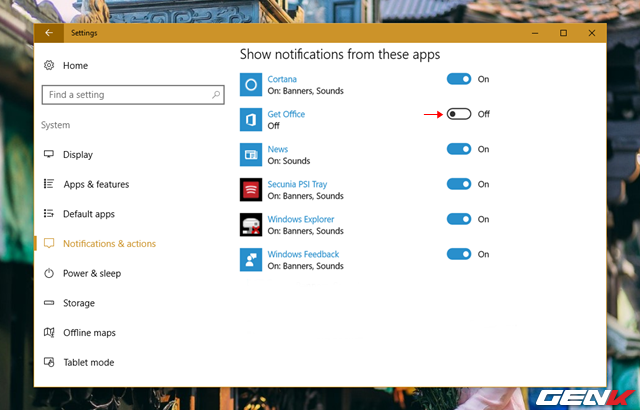 Settings
Home
Find a setting
System
Display
Apps & features
Default apps
Notifications & actions
Power & sleep
Storage
Offline maps
Tablet mode
Show notifications from these apps
Cortana
On: Banners, Sounds
On
Get Office
Off
Off
News
On: Sounds
On
Secunia PSI Tray
On: Banners, Sounds
On
Windows Explorer
On: Banners, Sounds
On
Windows Feedback
On: Banners, Sounds
On
GENK